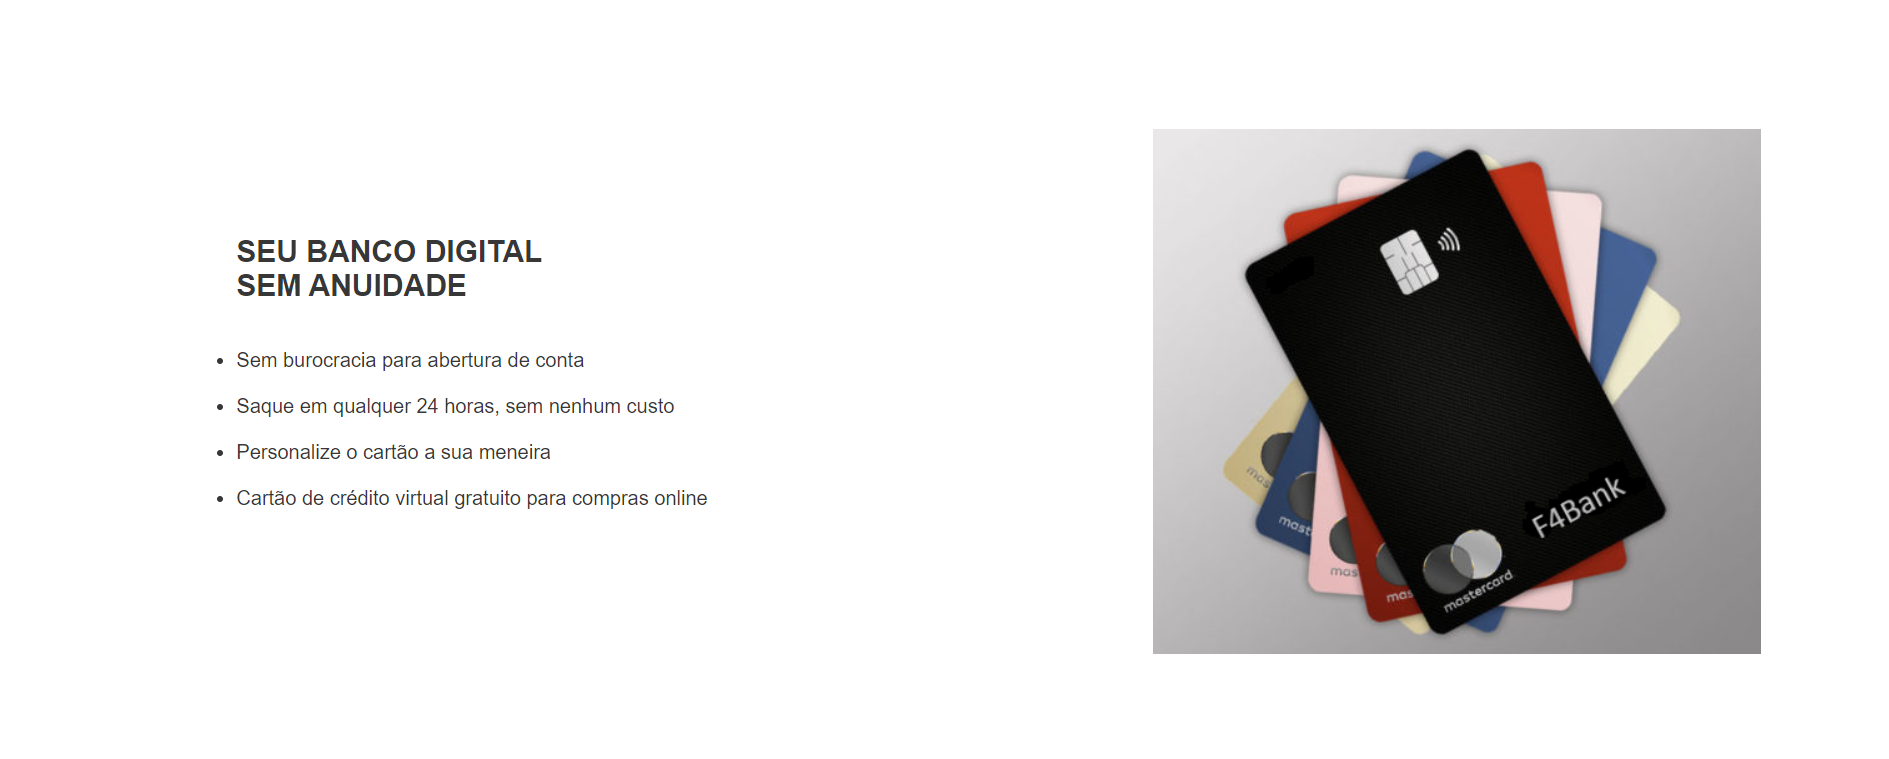 SEU BANCO DIGITAL
SEM ANUIDADE
Sem burocracia para abertura de conta
Saque em qualquer 24 horas, sem nenhum custo
Personalize o cartão a sua meneira
Cartão de crédito virtual gratuito para compras online
F4Bank
mastercard
mas
mas
mast
mas